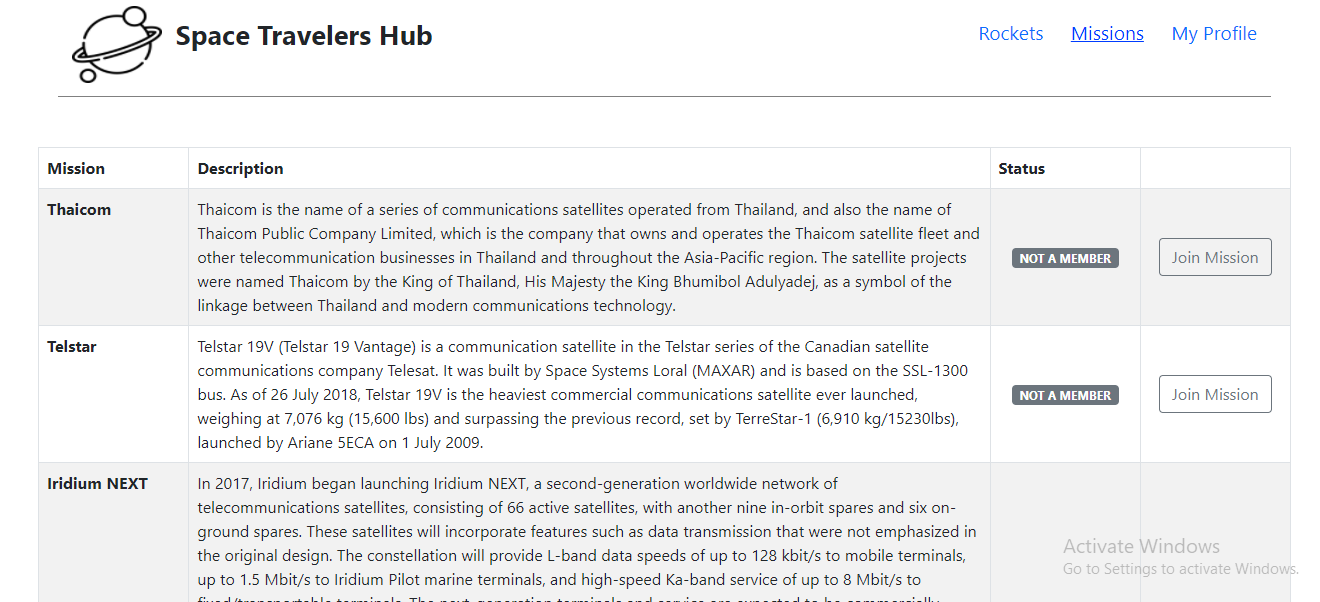 Space Travelers Hub
Rockets Missions My Profile
Mission Description Status
Thaicom
Thaicom is the name of a series of communications satellites operated from Thailand, and also the name of
Thaicom Public Company Limited, which is the company that owns and operates the Thaicom satellite fleet and
other telecommunication businesses in Thailand and throughout the Asia-Pacific region. The satellite projects
were named Thaicom by the King of Thailand, His Majesty the King Bhumibol Adulyadej, as a symbol of the
linkage between Thailand and modern communications technology.
NOT A MEMBER
Join Mission
Telstar
Telstar 19V (Telstar 19 Vantage) is a communication satellite in the Telstar series of the Canadian satellite
communications company Telesat. It was built by Space Systems Loral (MAXAR) and is based on the SSL-1300
bus. As of 26 July 2018, Telstar 19V is the heaviest commercial communications satellite ever launched,
weighing at 7,076 kg (15,600 lbs) and surpassing the previous record, set by TerreStar-1 (6,910 kg/15230lbs),
launched by Ariane 5ECA on 1 July 2009.
NOT A MEMBER
Join Mission
Iridium NEXT
In 2017, Iridium began launching Iridium NEXT, a second-generation worldwide network of
telecommunications satellites, consisting of 66 active satellites, with another nine in-orbit spares and six on-
ground spares. These satellites will incorporate features such as data transmission that were not emphasized in
the original design. The constellation will provide L-band data speeds of up to 128 kbit/s to mobile terminals,
up to 1.5 Mbit/s to Iridium Pilot marine terminals, and high-speed Ka-band service of up to 8 Mbit/s to
fixed/transportable terminals. The next-generation terminals and service are expected to be commercially
Activate Windows
Go to Settings to activate Windows.